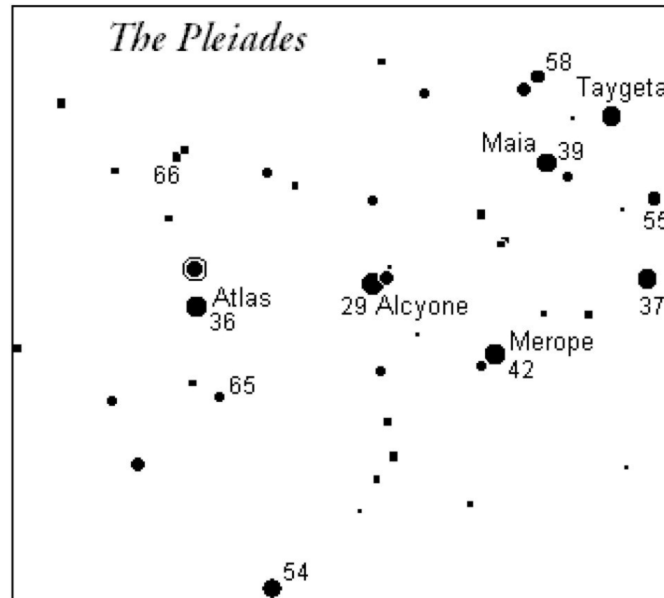 The Pleiades
58
Taygeta
Maia 39
66
55
Atlas
36
29 Alcyone
37
Merope
42
65
54